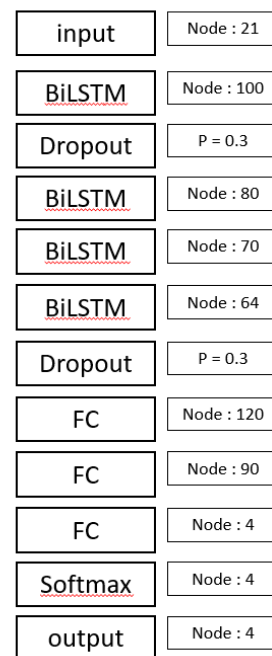 input Node : 21
BiLSTM Node : 100
Dropout P = 0.3
BiLSTM Node : 80
BiLSTM Node : 70
BiLSTM Node : 64
Dropout P = 0.3
FC Node : 120
FC Node : 90
FC Node : 4
Softmax Node : 4
output Node : 4